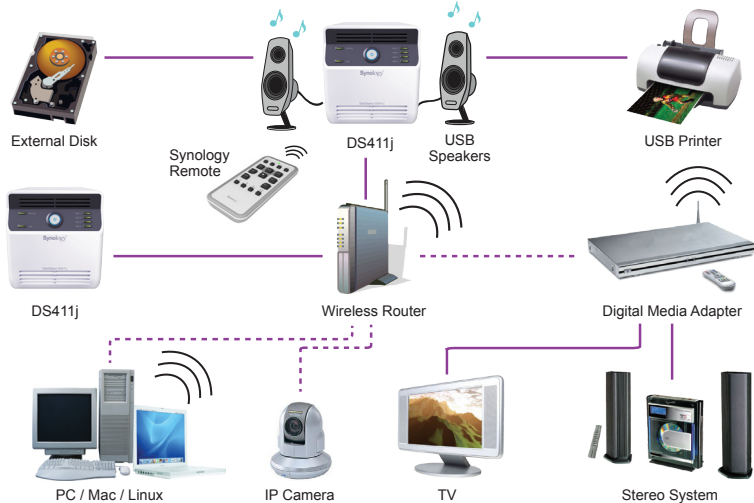 Synology
External Disk
DS411j
USB
Speakers
USB Printer
Synology
Remote
Synology
DS411j
Wireless Router
Digital Media Adapter
PC / Mac / Linux
IP Camera
TV
Stereo System